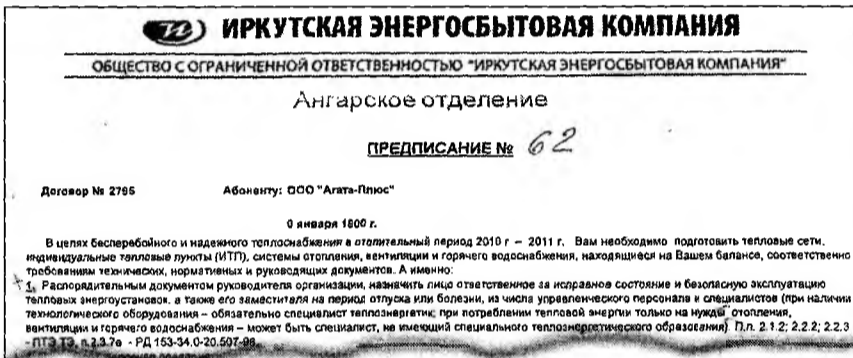 ИРКУТСКАЯ ЭНЕРГОСБЫТОВАЯ КОМПАНИЯ
ОБЩЕСТВО С ОГРАНИЧЕННОЙ ОТВЕТСТВЕННОСТЬЮ "ИРКУТСКАЯ ЭНЕРГОСБЫТОВАЯ КОМПАНИЯ"
Ангарское отделение
ПРЕДПИСАНИЕ № 62
Договор № 2795 Абоненту: ООО "Агата-Плюс"
0 января 1900 г.
В целях бесперебойного и надежного теплоснабжения в отопительный период 2010 г – 2011 г. Вам необходимо подготовить тепловые сети,
индивидуальные тепловые пункты (ИТП), системы отопления, вентиляции и горячего водоснабжения, находящиеся на Вашем балансе, соответственно
требованиям технических, нормативных и руководящих документов. А именно:
1. Распорядительным документом руководителя организации, назначить лицо ответственное за исправное состояние и безопасную эксплуатацию
тепловых энергоустановок, а также его заместителя на период отпуска или болезни, из числа управленческого персонала и специалистов (при наличии
технологического оборудования – обязательно специалист теплоэнергетик; при потреблении тепловой энергии только на нужды отопления,
вентиляции и горячего водоснабжения – может быть специалист, не имеющий специального теплоэнергетического образования). П.п. 2.1.2; 2.2.2; 2.2.3
- ПТЭ ТЭ, п.2.3.7а - РД 153-34.0-20.507-98.